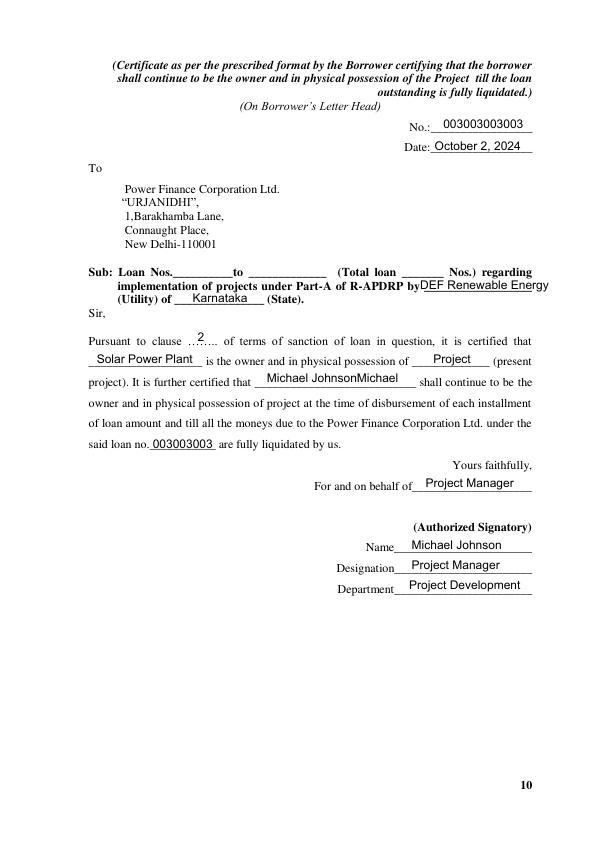 (Certificate as per the prescribed format by the Borrower certifying that the borrower
shall continue to be the owner and in physical possession of the Project till the loan
outstanding is fully liquidated.)
(On Borrower's Letter Head)
No.: 003003003003
Date: October 2, 2024
To
Power Finance Corporation Ltd.
“URJANIDHI”,
1,Barakhamba Lane,
Connaught Place,
New Delhi-110001
Sub: Loan Nos.__________to _____________ (Total loan _______ Nos.) regarding
implementation of projects under Part-A of R-APDRP by DEF Renewable Energy
(Utility) of Karnataka (State).
Sir,
Pursuant to clause ..2..... of terms of sanction of loan in question, it is certified that
Solar Power Plant is the owner and in physical possession of Project (present
project). It is further certified that Michael JohnsonMichael shall continue to be the
owner and in physical possession of project at the time of disbursement of each installment
of loan amount and till all the moneys due to the Power Finance Corporation Ltd. under the
said loan no. 003003003 are fully liquidated by us.
Yours faithfully,
For and on behalf of Project Manager
(Authorized Signatory)
Name Michael Johnson
Designation Project Manager
Department Project Development
10